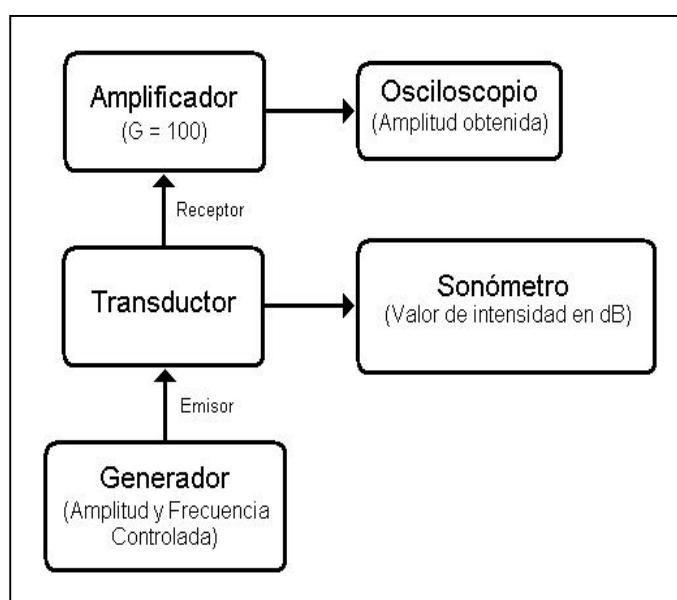 Amplificador
(G = 100)
Osciloscopio
(Amplitud obtenida)
Receptor
Transductor
Sonómetro
(Valor de intensidad en dB)
Emisor
Generador
(Amplitud y Frecuencia
Controlada)